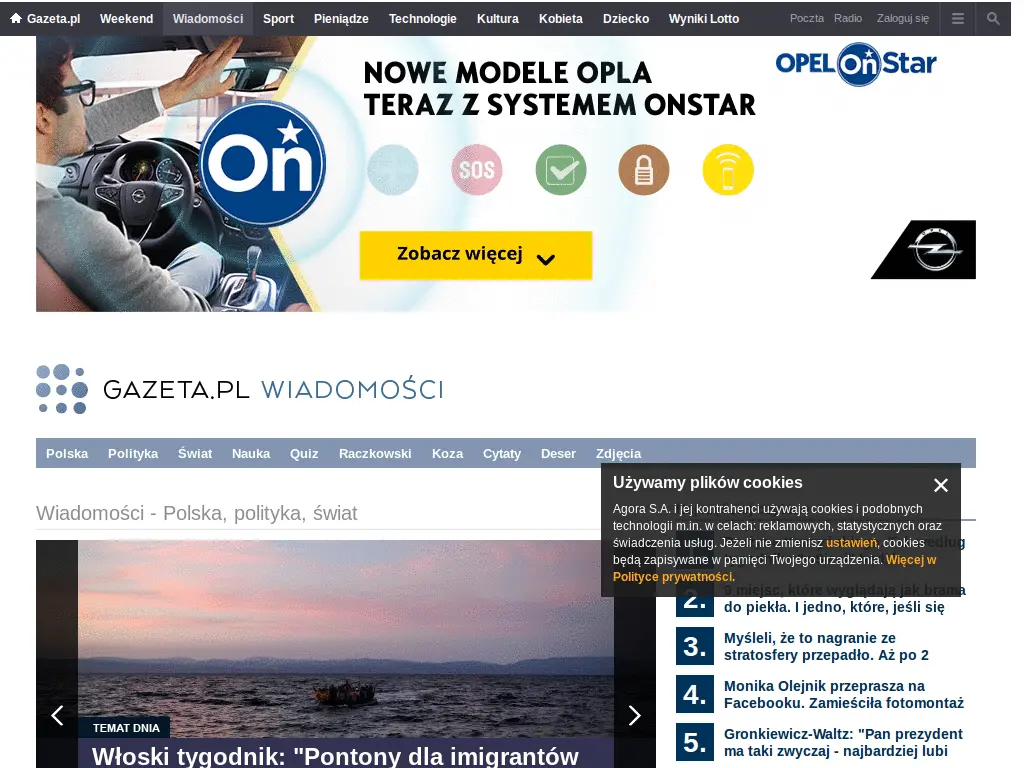 Gazeta.pl Weekend Wiadomości Sport Pieniądze Technologie Kultura Kobieta Dziecko Wyniki Lotto Poczta Radio Zaloguj się
NOWE MODELE OPLA
TERAZ Z SYSTEMEM ONSTAR
OPEL On Star
On
SOS
Zobacz więcej
OPEL
GAZETA.PL WIADOMOŚCI
Polska Polityka Świat Nauka Quiz Raczkowski Koza Cytaty Deser Zdjęcia
Wiadomości - Polska, polityka, świat
TEMAT DNIA
Włoski tygodnik: "Pontony dla imigrantów
Używamy plików cookies
Agora S.A. i jej kontrahenci używają cookies i podobnych
technologii m.in. w celach: reklamowych, statystycznych oraz
świadczenia usług. Jeżeli nie zmienisz ustawień, cookies
będą zapisywane w pamięci Twojego urządzenia. Więcej w
Polityce prywatności.
2. 9 miejsc, które wyglądają jak brama
do piekła. I jedno, które, jeśli się
3. Myśleli, że to nagranie ze
stratosfery przepadło. Aż po 2
4. Monika Olejnik przeprasza na
Facebooku. Zamieściła fotomontaż
5. Gronkiewicz-Waltz: "Pan prezydent
ma taki zwyczaj - najbardziej lubi